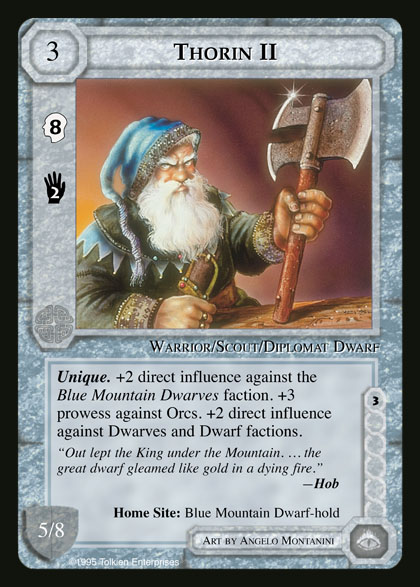 3
THORIN II
8
2
WARRIOR/SCOUT/DIPLOMAT DWARF
Unique. +2 direct influence against the
Blue Mountain Dwarves faction. +3
prowess against Orcs. +2 direct influence
against Dwarves and Dwarf factions.
“Out lept the King under the Mountain. … the
great dwarf gleamed like gold in a dying fire.”
–Hob
3
Home Site: Blue Mountain Dwarf-hold
5/8
ART BY ANGELO MONTANINI
©1995 Tolkien Enterprises